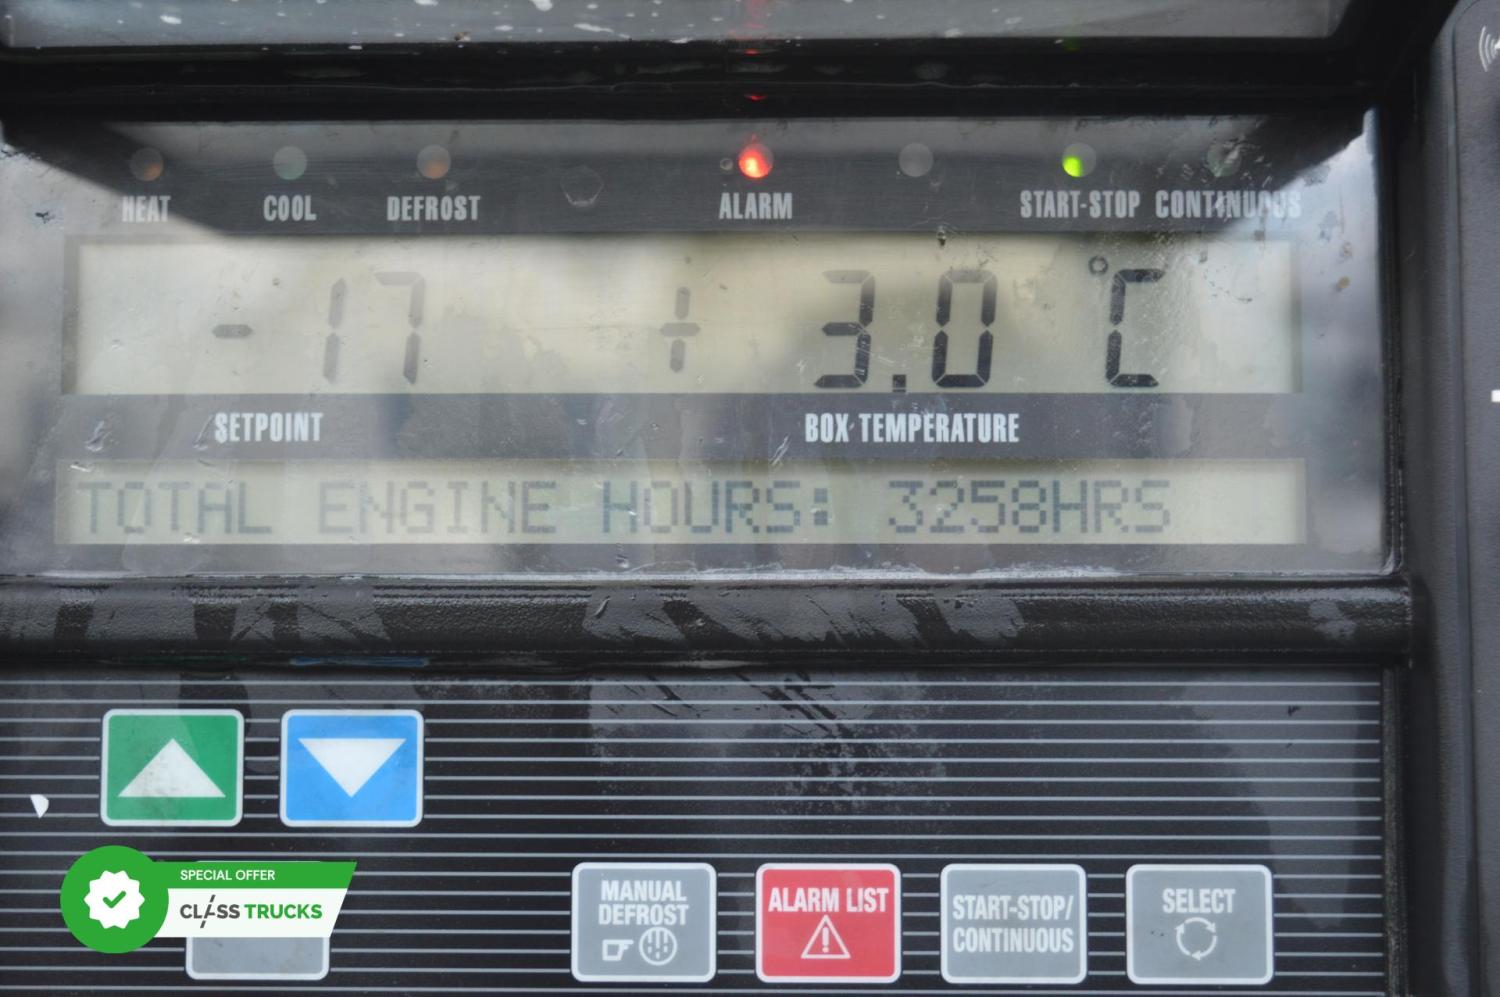 HEAT COOL DEFROST ALARM START-STOP CONTINUOUS
-17 +3.0 °C
SETPOINT BOX TEMPERATURE
TOTAL ENGINE HOURS: 3258HRS
SPECIAL OFFER
CLASS TRUCKS
MANUAL
DEFROST
ALARM LIST
START-STOP/
CONTINUOUS
SELECT